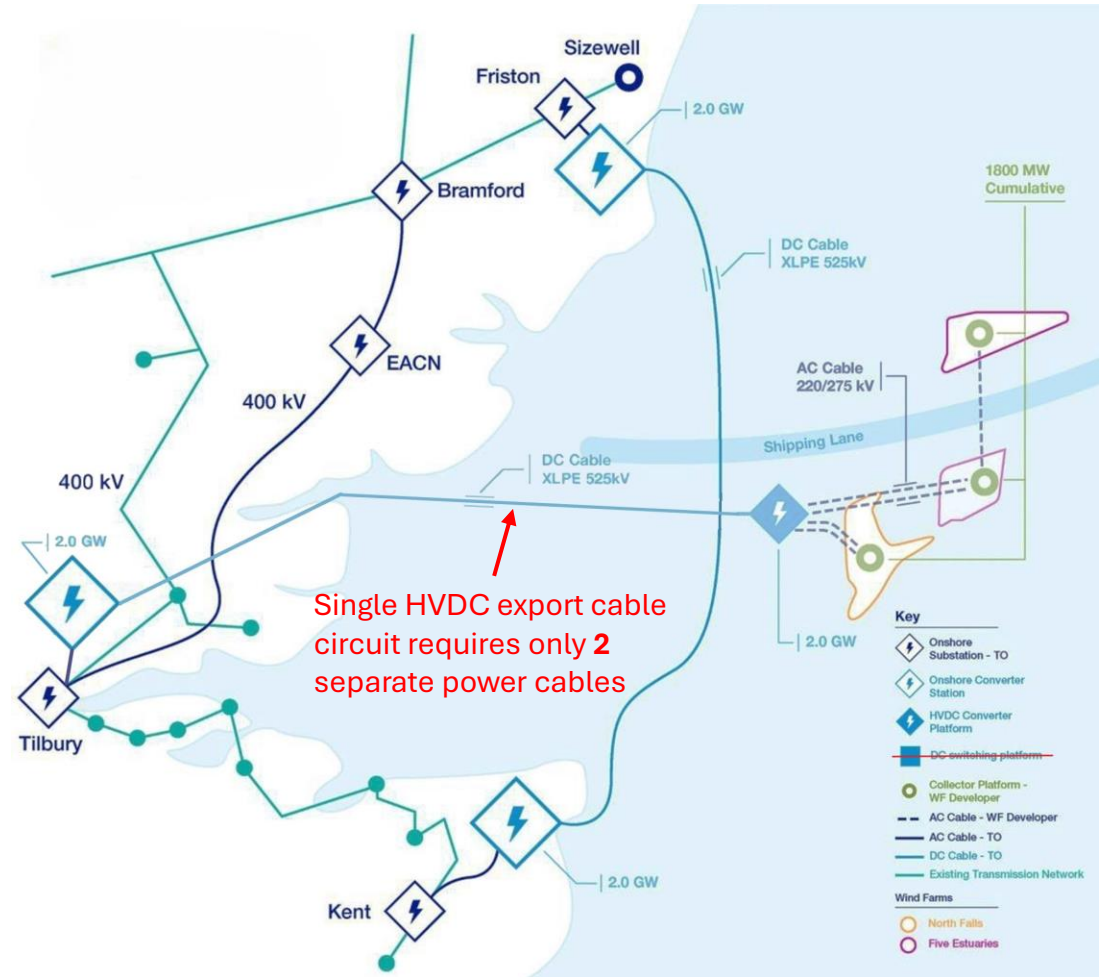 Sizewell
Friston
2.0 GW
Bramford
1800 MW
Cumulative
DC Cable
XLPE 525kV
EACN
AC Cable
220/275 kV
400 kV
Shipping Lane
DC Cable
XLPE 525kV
400 kV
2.0 GW
Single HVDC export cable
circuit requires only 2
separate power cables
2.0 GW
Tilbury
2.0 GW
Kent
Key
Onshore
Substation - TO
Onshore Converter
Station
HVDC Converter
Platform
DC switching platform
Collector Platform -
WF Developer
AC Cable - WF Developer
AC Cable - TO
DC Cable - TO
Existing Transmission Network
Wind Farms
North Falls
Five Estuaries